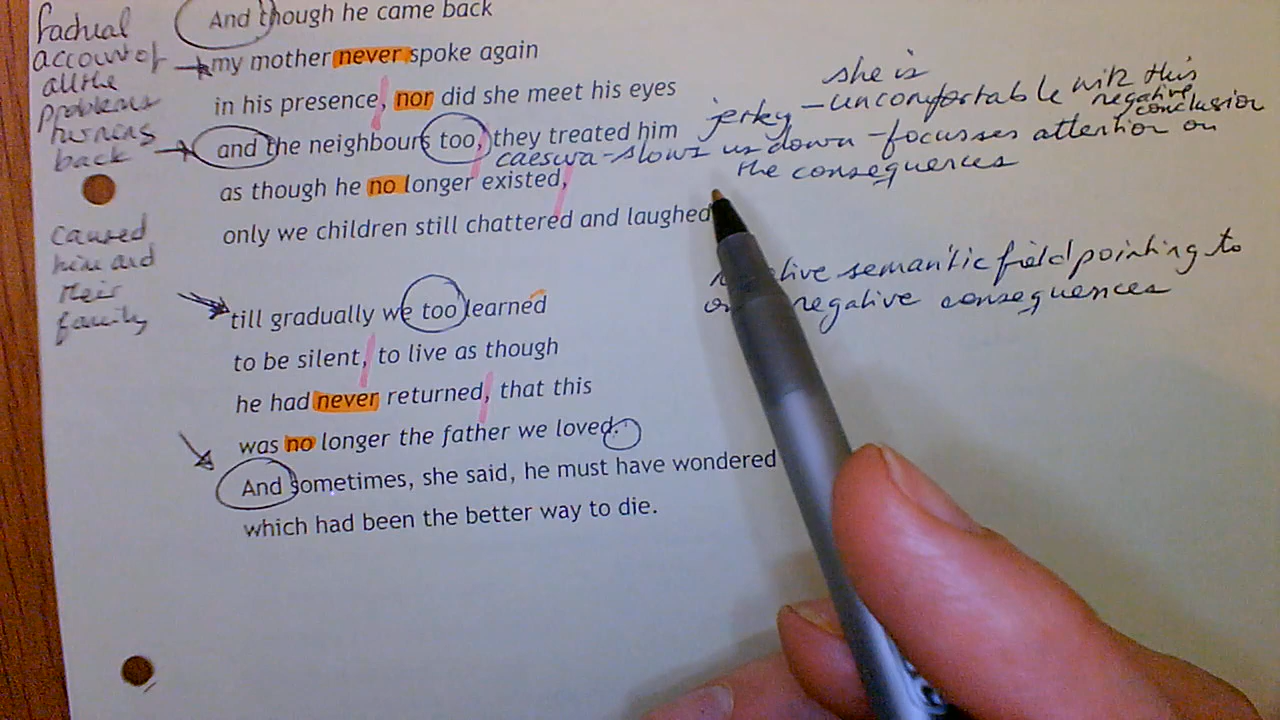 factual
account of
all the
problems
turning
back
caused
him and
their
family
And though he came back
my mother never spoke again
in his presence, nor did she meet his eyes
and the neighbours too, they treated him
as though he no longer existed,
only we children still chattered and laughed
till gradually we too learned
to be silent, to live as though
he had never returned, that this
was no longer the father we loved.
And sometimes, she said, he must have wondered
which had been the better way to die.
she is
jerky - uncomfortable with this
negative conclusion
caesura - slows us down - focusses attention on
the consequences
semantic field pointing to
negative consequences